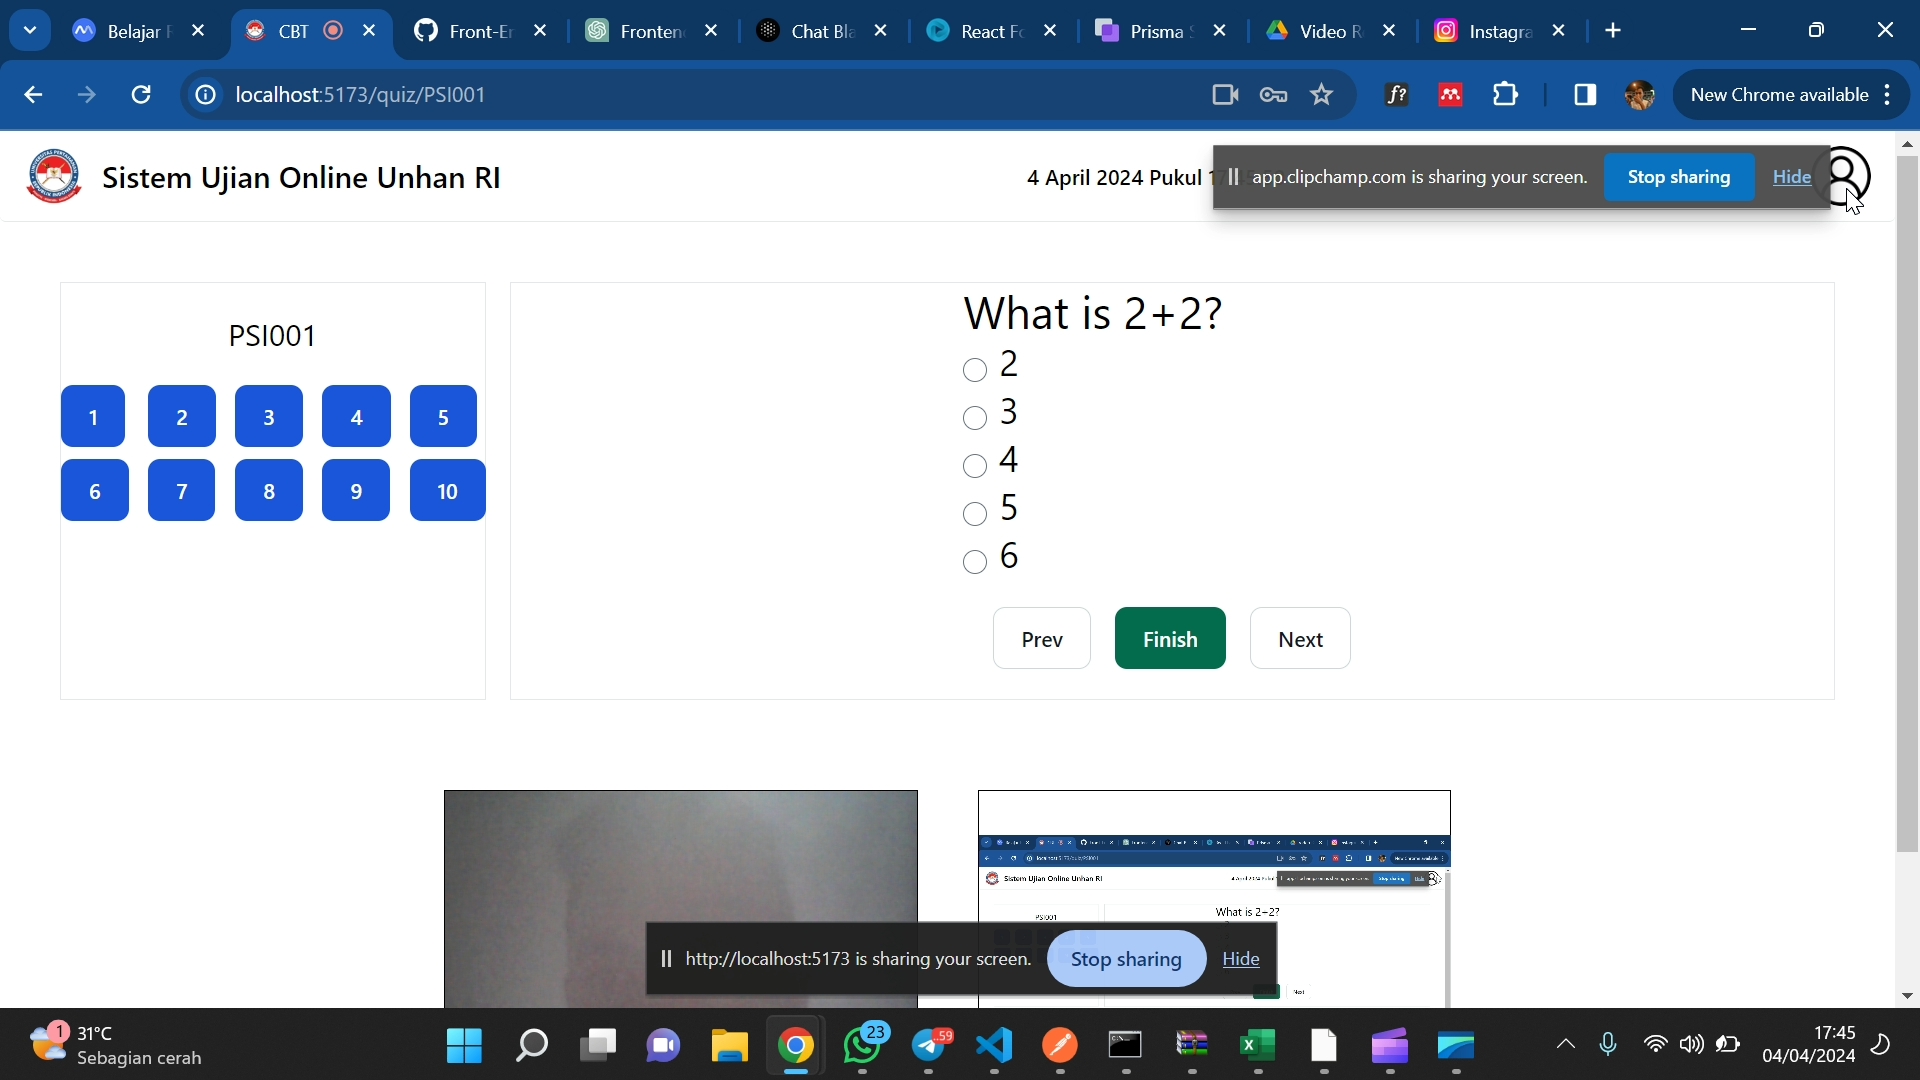 Belajar
CBT
Front-Er
Fronten
Chat Bla
React Fo
Prisma
Video R
Instagra
localhost:5173/quiz/PSI001
f?
New Chrome available
Sistem Ujian Online Unhan RI
4 April 2024 Pukul 1
app.clipchamp.com is sharing your screen.
Stop sharing
Hide
PSI001
1 2 3 4 5
6 7 8 9 10
What is 2+2?
2
3
4
5
6
Prev
Finish
Next
Sistem Ujian Online Unhan RI
PSI001
What is 2+2?
Next
http://localhost:5173 is sharing your screen.
Stop sharing
Hide
1
31°C
Sebagian cerah
23
59
17:45
04/04/2024